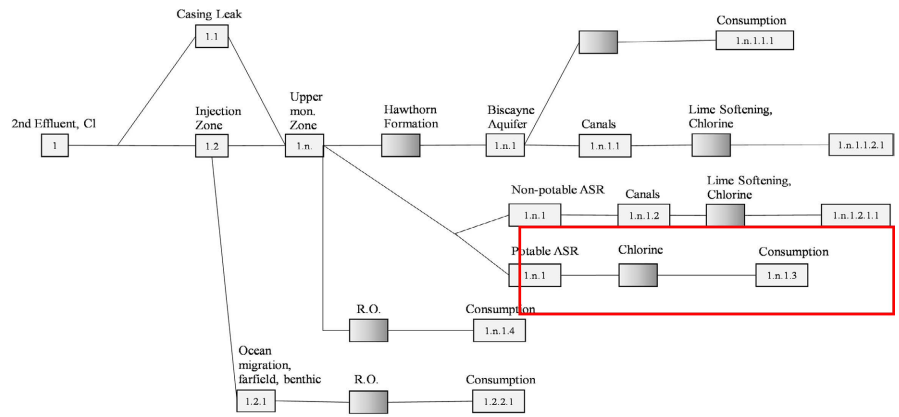 Casing Leak
1.1
Consumption
1.n.1.1.1
2nd Effluent, Cl
1
Injection
Zone
1.2
Upper
mon.
Zone
1.n.
Hawthorn
Formation
Biscayne
Aquifer
1.n.1
Canals
1.n.1.1
Lime Softening,
Chlorine
1.n.1.1.2.1
Non-potable ASR
1.n.1
Canals
1.n.1.2
Lime Softening,
Chlorine
1.n.1.2.1.1
Potable ASR
1.n.1
Chlorine
Consumption
1.n.1.3
R.O.
Consumption
1.n.1.4
Ocean
migration,
farfield, benthic
1.2.1
R.O.
Consumption
1.2.2.1